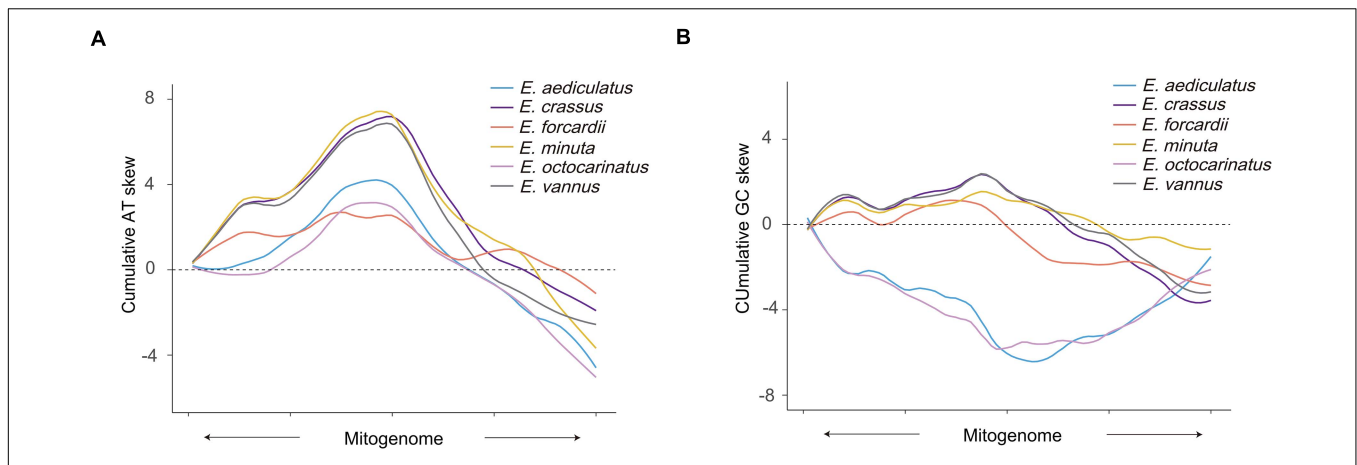 A
Cumulative AT skew
8
4
0
-4
E. aediculatus
E. crassus
E. forcardii
E. minuta
E. octocarinatus
E. vannus
Mitogenome
B
CUmulative GC skew
4
0
-4
-8
E. aediculatus
E. crassus
E. forcardii
E. minuta
E. octocarinatus
E. vannus
Mitogenome